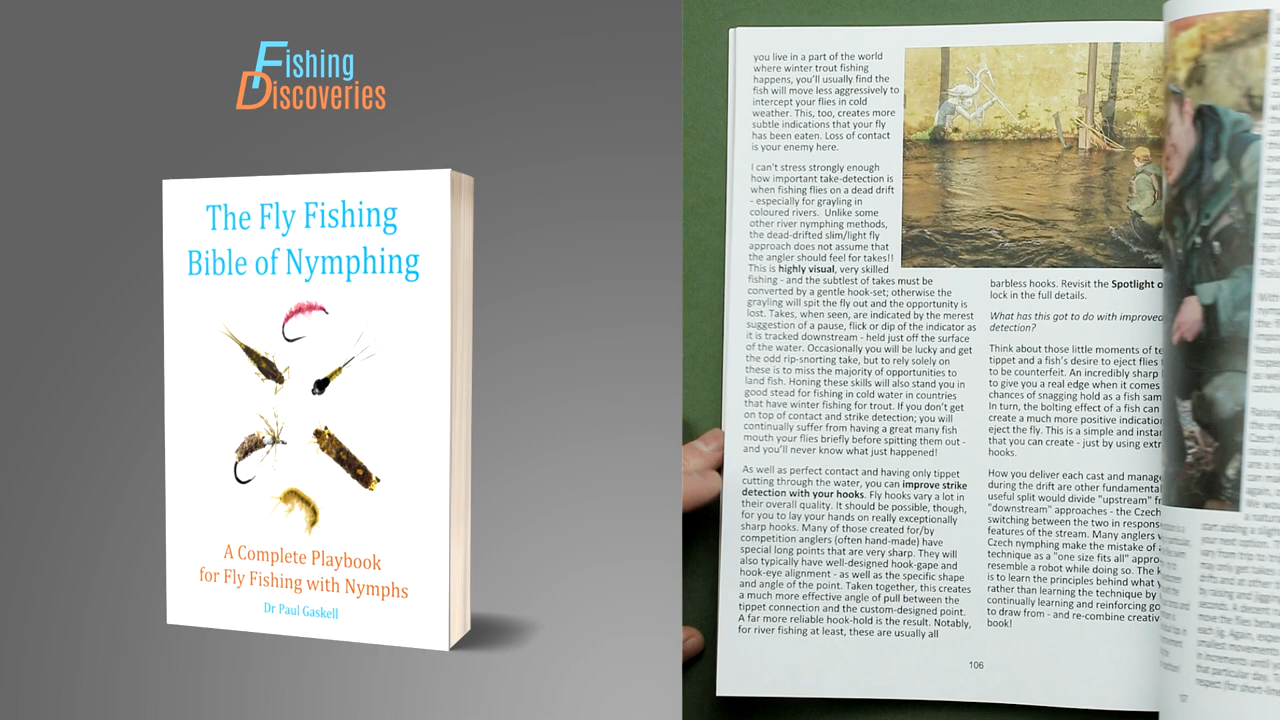 Fishing
Discoveries
The Fly Fishing
Bible of Nymphing
A Complete Playbook
for Fly Fishing with Nymphs
Dr Paul Gaskell
you live in a part of the world
where winter trout fishing
happens, you'll usually find the
fish will move less aggressively to
intercept your flies in cold
weather. This, too, creates more
subtle indications that your fly
has been eaten. Loss of contact
is your enemy here.
I can't stress strongly enough
how important take-detection is
when fishing flies on a dead drift
- especially for grayling in
coloured rivers. Unlike some
other river nymphing methods,
the dead-drifted slim/light fly
approach does not assume that
the angler should feel for takes!!
This is highly visual, very skilled
fishing - and the subtlest of takes must be
converted by a gentle hook-set; otherwise the
grayling will spit the fly out and the opportunity is
lost. Takes, when seen, are indicated by the merest
suggestion of a pause, flick or dip of the indicator as
it is tracked downstream - held just off the surface
of the water. Occasionally you will be lucky and get
the odd rip-snorting take, but to rely solely on
these is to miss the majority of opportunities to
land fish. Honing these skills will also stand you in
good stead for fishing in cold water in countries
that have winter fishing for trout. If you don't get
on top of contact and strike detection; you will
continually suffer from having a great many fish
mouth your flies briefly before spitting them out -
and you'll never know what just happened!
As well as perfect contact and having only tippet
cutting through the water, you can improve strike
detection with your hooks. Fly hooks vary a lot in
their overall quality. It should be possible, though,
for you to lay your hands on really exceptionally
sharp hooks. Many of those created for/by
competition anglers (often hand-made) have
special long points that are very sharp. They will
also typically have well-designed hook-gape and
hook-eye alignment - as well as the specific shape
and angle of the point. Taken together, this creates
a much more effective angle of pull between the
tippet connection and the custom-designed point.
A far more reliable hook-hold is the result. Notably,
for river fishing at least, these are usually all
barbless hooks. Revisit the Spotlight o
lock in the full details.
What has this got to do with improved
detection?
Think about those little moments of te
tippet and a fish's desire to eject flies
to be counterfeit. An incredibly sharp
to give you a real edge when it comes
chances of snagging hold as a fish sam
In turn, the bolting effect of a fish can
create a much more positive indication
eject the fly. This is a simple and instan
that you can create - just by using extr
hooks.
How you deliver each cast and manage
during the drift are other fundamental
useful split would divide "upstream" fr
"downstream" approaches - the Czech
switching between the two in respons
features of the stream. Many anglers
Czech nymphing make the mistake of
technique as a "one size fits all" appro
resemble a robot while doing so. The k
is to learn the principles behind what
rather than learning the technique by
continually learning and reinforcing go
to draw from - and re-combine creativ
book!
106